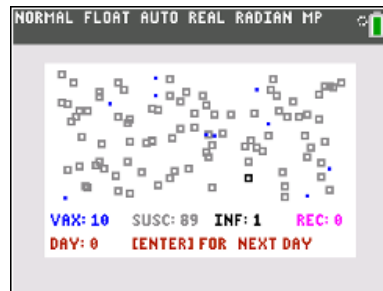 NORMAL FLOAT AUTO REAL RADIAN MP
VAX: 10 SUSC: 89 INF: 1 REC: 0
DAY: 0 [ENTER] FOR NEXT DAY